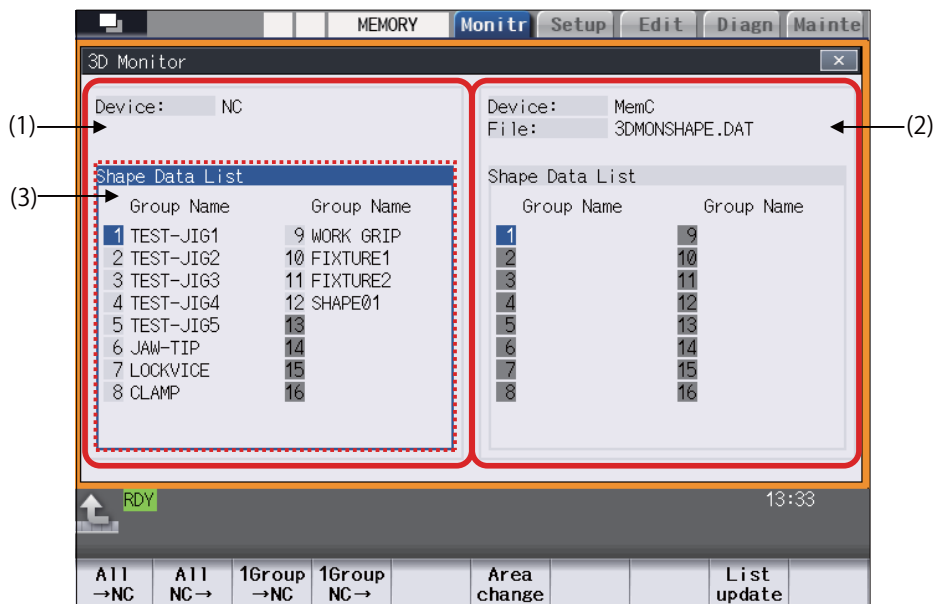 MEMORY Monitr Setup Edit Diagn Mainte
3D Monitor ×
(1)
Device: NC
(3)
Shape Data List
Group Name Group Name
1 TEST-JIG1 9 WORK GRIP
2 TEST-JIG2 10 FIXTURE1
3 TEST-JIG3 11 FIXTURE2
4 TEST-JIG4 12 SHAPE01
5 TEST-JIG5 13
6 JAW-TIP 14
7 LOCKVICE 15
8 CLAMP 16
(2)
Device: MemC
File: 3DMONSHAPE.DAT
Shape Data List
Group Name Group Name
1 9
2 10
3 11
4 12
5 13
6 14
7 15
8 16
RDY 13:33
All →NC
All NC→
1Group →NC
1Group NC→
Area change
List update